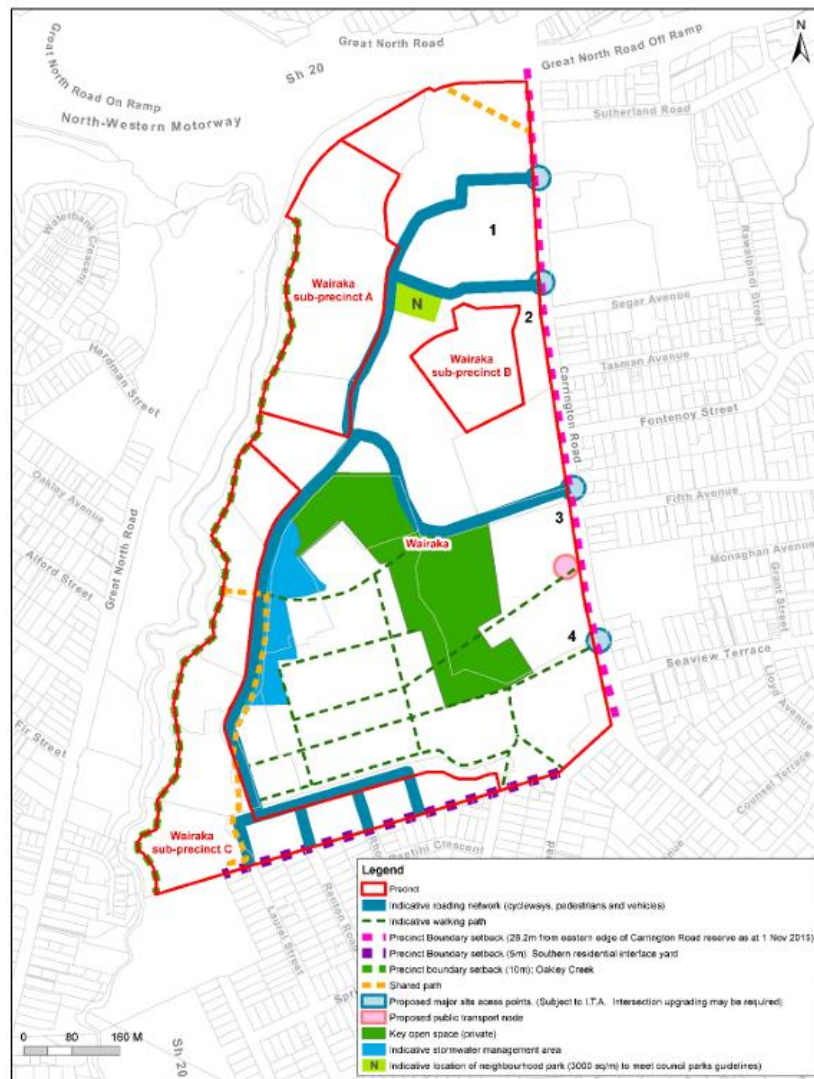 Great North Road
Great North Road Off Ramp
N
Great North Road On Ramp
Sh 20
North-Western Motorway
Sutherland Road
Waterbank Crescent
1
Rawalpindi Street
Wairaka
sub-precinct A
N
2
Segar Avenue
Hardman Street
Wairaka
sub-precinct B
Tasman Avenue
Carrington Road
Fontenoy Street
Oakley Avenue
Great North Road
Fifth Avenue
3
Alford Street
Wairaka
Monaghan Avenue
Grant Street
4
Seaview Terrace
Lloyd Avenue
Fir Street
Counsel Terrace
Wairaka
sub-precinct C
Crescent
Laurel Street
Renton Road
Sh 20
0 80 160 M
Legend
Precinct
Indicative roading network (cycleways, pedestrians and vehicles)
Indicative walking path
Precinct Boundary setback (28.2m from eastern edge of Carrington Road reserve as at 1 Nov 2015)
Precinct Boundary setback (5m); Southern residential interface yard
Precinct boundary setback (10m); Oakley Creek
Shared path
Proposed major site acess points. (Subject to I.T.A. Intersection upgrading may be required)
Proposed public transport node
Key open space (private)
Indicative stormwater management area
N Indicative location of neighbourhood park (3000 sq/m) to meet council parks guidelines)